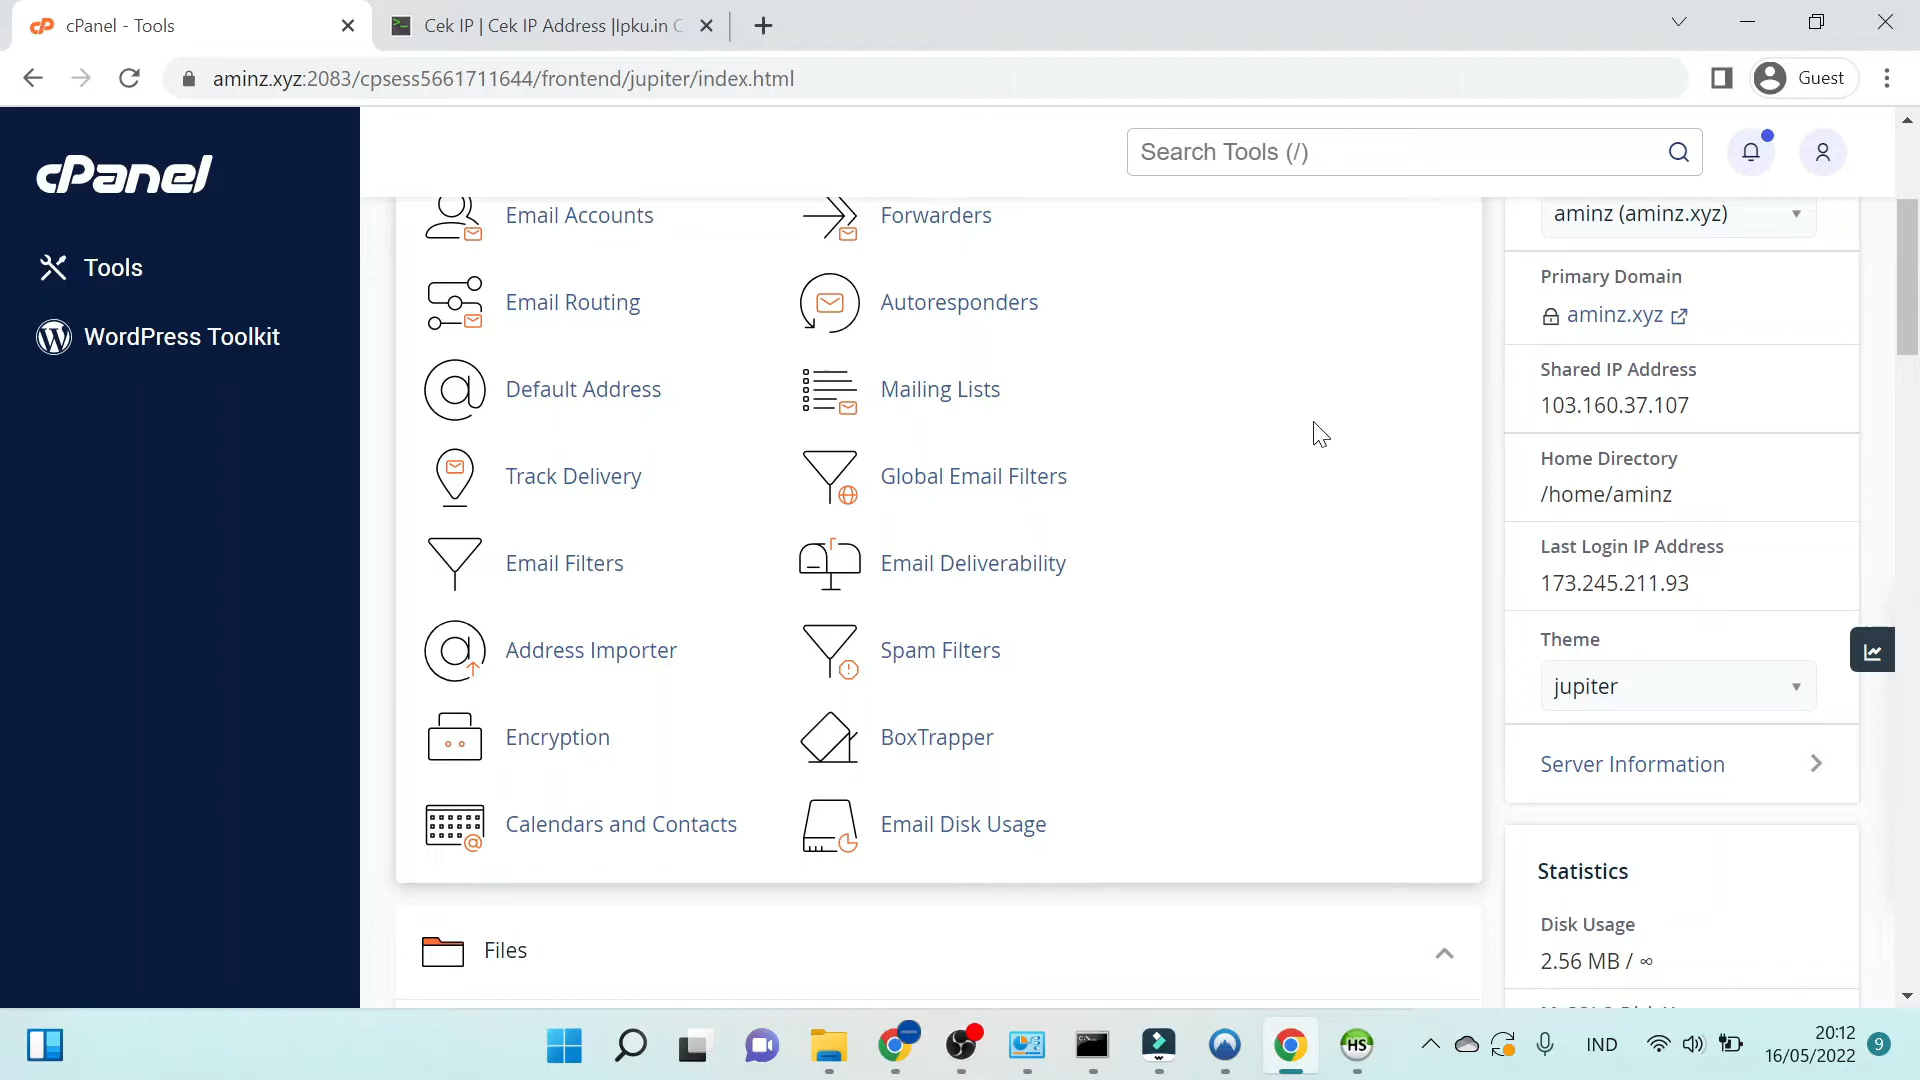 cPanel - Tools
Cek IP | Cek IP Address |Ipku.in
aminz.xyz:2083/cpsess5661711644/frontend/jupiter/index.html
Guest
cPanel
Search Tools (/)
Tools
WordPress Toolkit
Email Accounts
Forwarders
Email Routing
Autoresponders
Default Address
Mailing Lists
Track Delivery
Global Email Filters
Email Filters
Email Deliverability
Address Importer
Spam Filters
Encryption
BoxTrapper
Calendars and Contacts
Email Disk Usage
Files
aminz (aminz.xyz)
Primary Domain
aminz.xyz
Shared IP Address
103.160.37.107
Home Directory
/home/aminz
Last Login IP Address
173.245.211.93
Theme
jupiter
Server Information
Statistics
Disk Usage
2.56 MB / ∞
HS
IND
20:12
16/05/2022
9